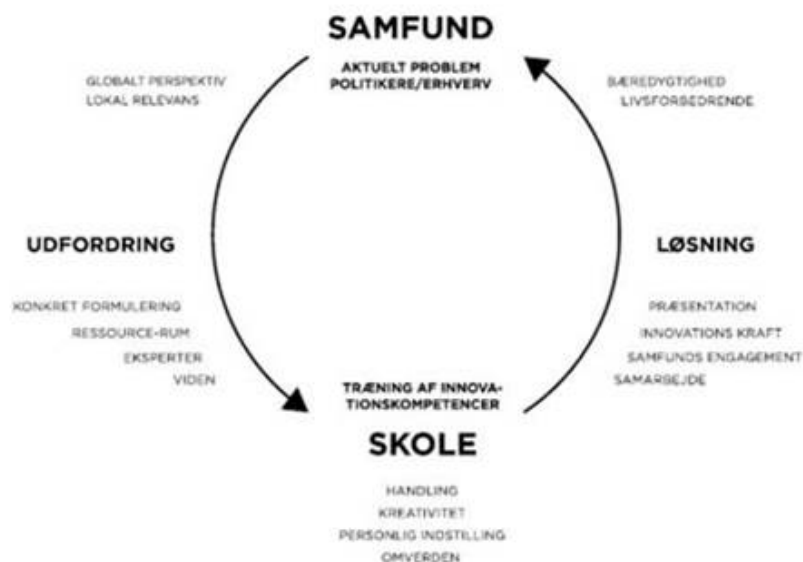 SAMFUND
AKTUELT PROBLEM
POLITIKERE/ERHVERV
GLOBALT PERSPEKTIV
LOKAL RELEVANS
BÆREDYGTIGHED
LIVSFORBEDRENDE
UDFORDRING
KONKRET FORMULERING
RESSOURCE-RUM
EKSPERTER
VIDEN
LØSNING
PRÆSENTATION
INNOVATIONS KRAFT
SAMFUNDS ENGAGEMENT
SAMARBEJDE
TRÆNING AF INNOVA-
TIONSKOMPETENCER
SKOLE
HANDLING
KREATIVITET
PERSONLIG INDSTILLING
OMVERDEN